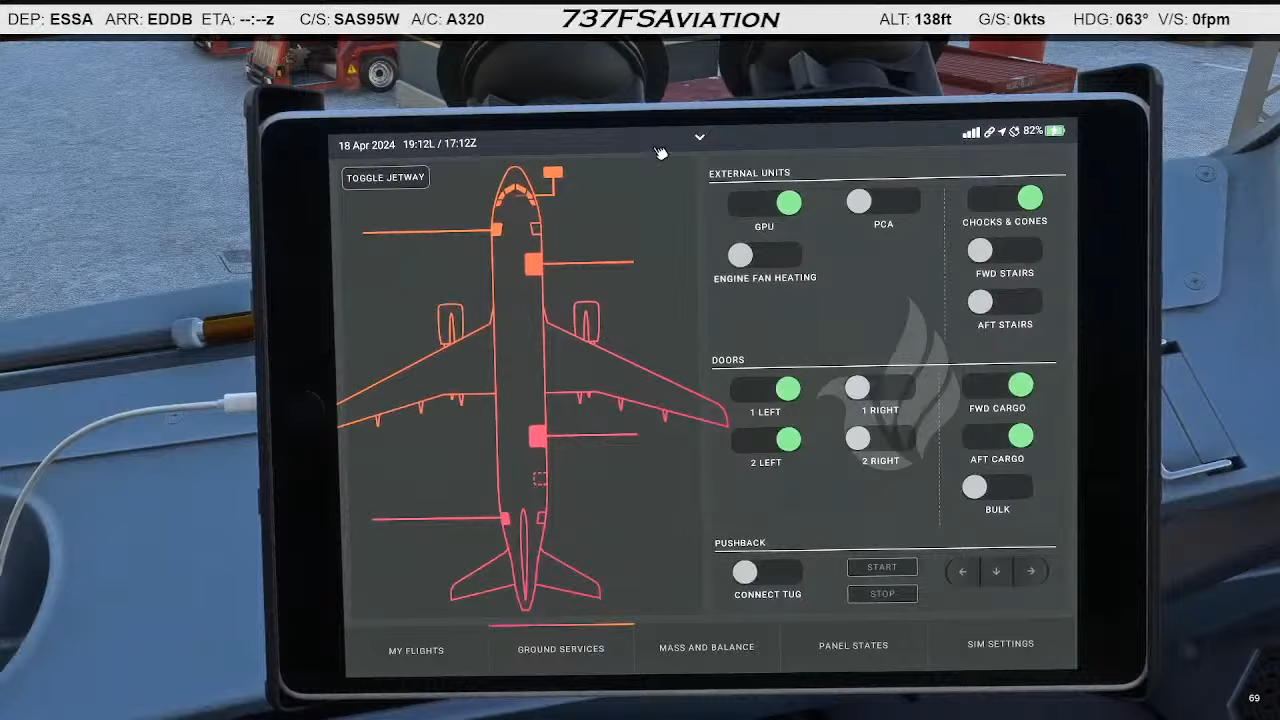 DEP: ESSA ARR: EDDB ETA: --:--z C/S: SAS95W A/C: A320 737FSAVIATION ALT: 138ft G/S: 0kts HDG: 063° V/S: 0fpm
18 Apr 2024 19:12L / 17:12Z
82%
TOGGLE JETWAY
EXTERNAL UNITS
GPU
PCA
CHOCKS & CONES
ENGINE FAN HEATING
FWD STAIRS
AFT STAIRS
DOORS
1 LEFT
1 RIGHT
FWD CARGO
2 LEFT
2 RIGHT
AFT CARGO
BULK
PUSHBACK
CONNECT TUG
START
STOP
MY FLIGHTS
GROUND SERVICES
MASS AND BALANCE
PANEL STATES
SIM SETTINGS
69